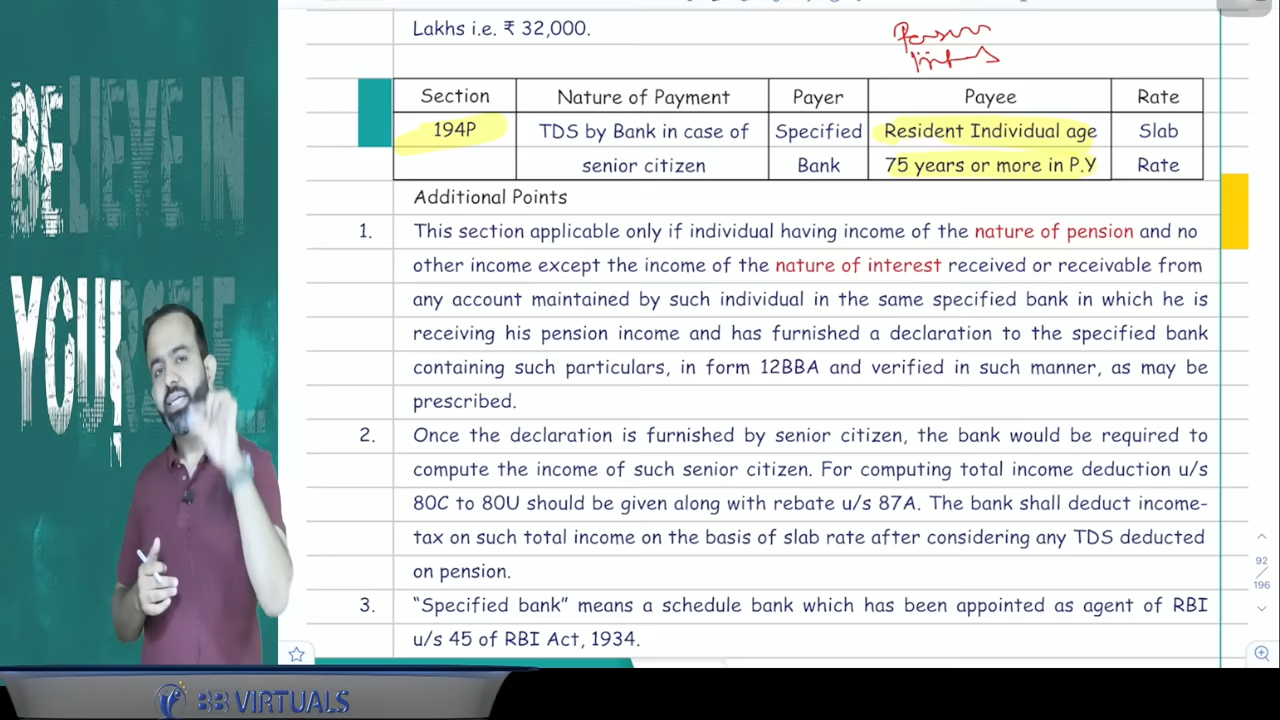 BELIEVE IN
YOURSELF...
Lakhs i.e. ₹ 32,000.
Section Nature of Payment Payer Payee Rate
194P TDS by Bank in case of Specified Resident Individual age Slab
senior citizen Bank 75 years or more in P.Y Rate
Additional Points
1. This section applicable only if individual having income of the nature of pension and no
other income except the income of the nature of interest received or receivable from
any account maintained by such individual in the same specified bank in which he is
receiving his pension income and has furnished a declaration to the specified bank
containing such particulars, in form 12BBA and verified in such manner, as may be
prescribed.
2. Once the declaration is furnished by senior citizen, the bank would be required to
compute the income of such senior citizen. For computing total income deduction u/s
80C to 80U should be given along with rebate u/s 87A. The bank shall deduct income-
tax on such total income on the basis of slab rate after considering any TDS deducted
on pension.
3. “Specified bank” means a schedule bank which has been appointed as agent of RBI
u/s 45 of RBI Act, 1934.
92
/
196
BB VIRTUALS